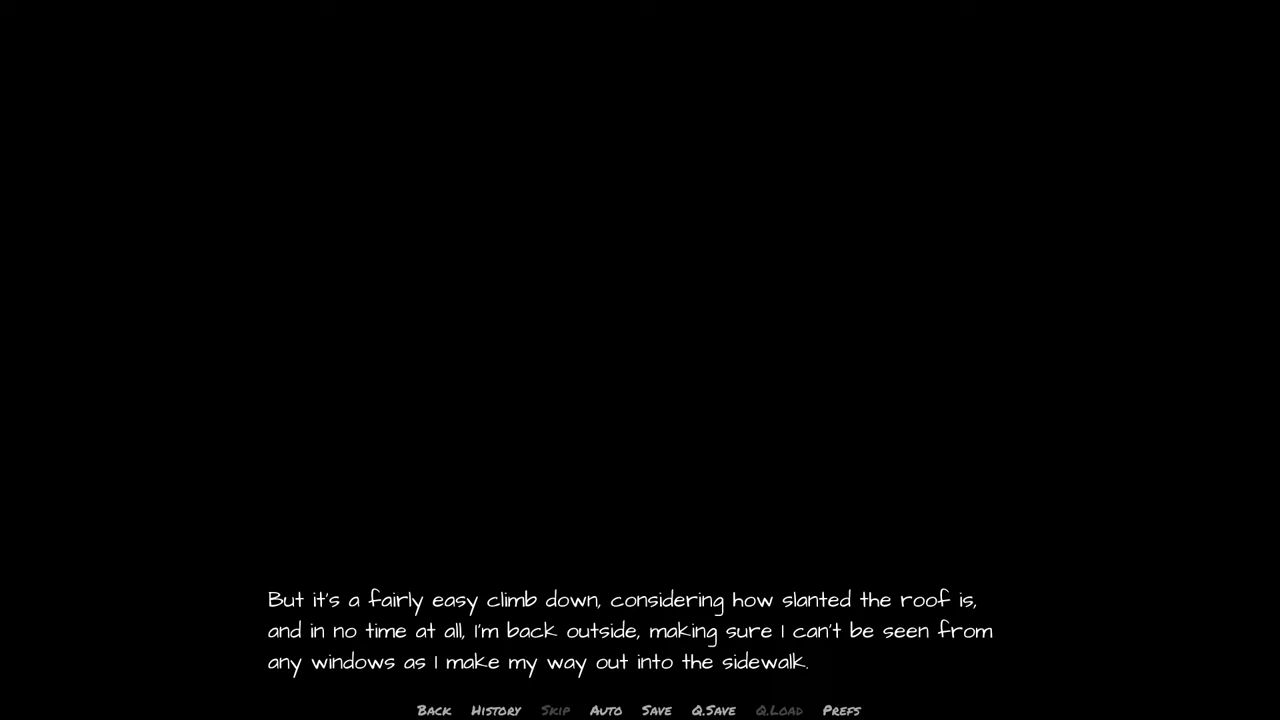 But it's a fairly easy climb down, considering how slanted the roof is,
and in no time at all, I'm back outside, making sure I can't be seen from
any windows as I make my way out into the sidewalk.
Back History Skip Auto Save Q.Save Q.Load Prefs